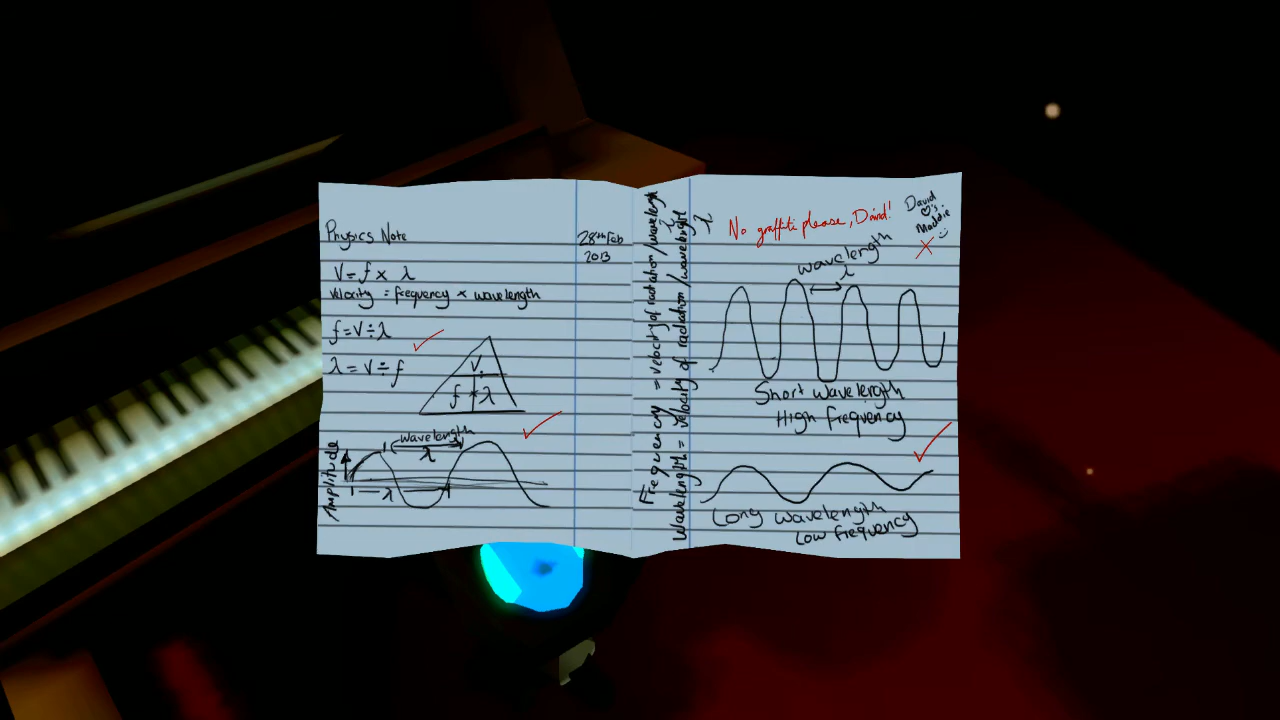 Physics Note
28th Feb
2013
V = f x λ
Velocity = frequency x wavelength
f = V ÷ λ
λ = V ÷ f
V
f x λ
wavelength
λ
λ
Amplitude
Frequency = velocity of radiation / wavelength
λ
Wavelength = velocity of radiation / wavelenght
λ
No graffiti please, David!
David
♡'s
Maddie
:)
wavelength
λ
Short wavelength
High frequency
Long wavelength
Low frequency